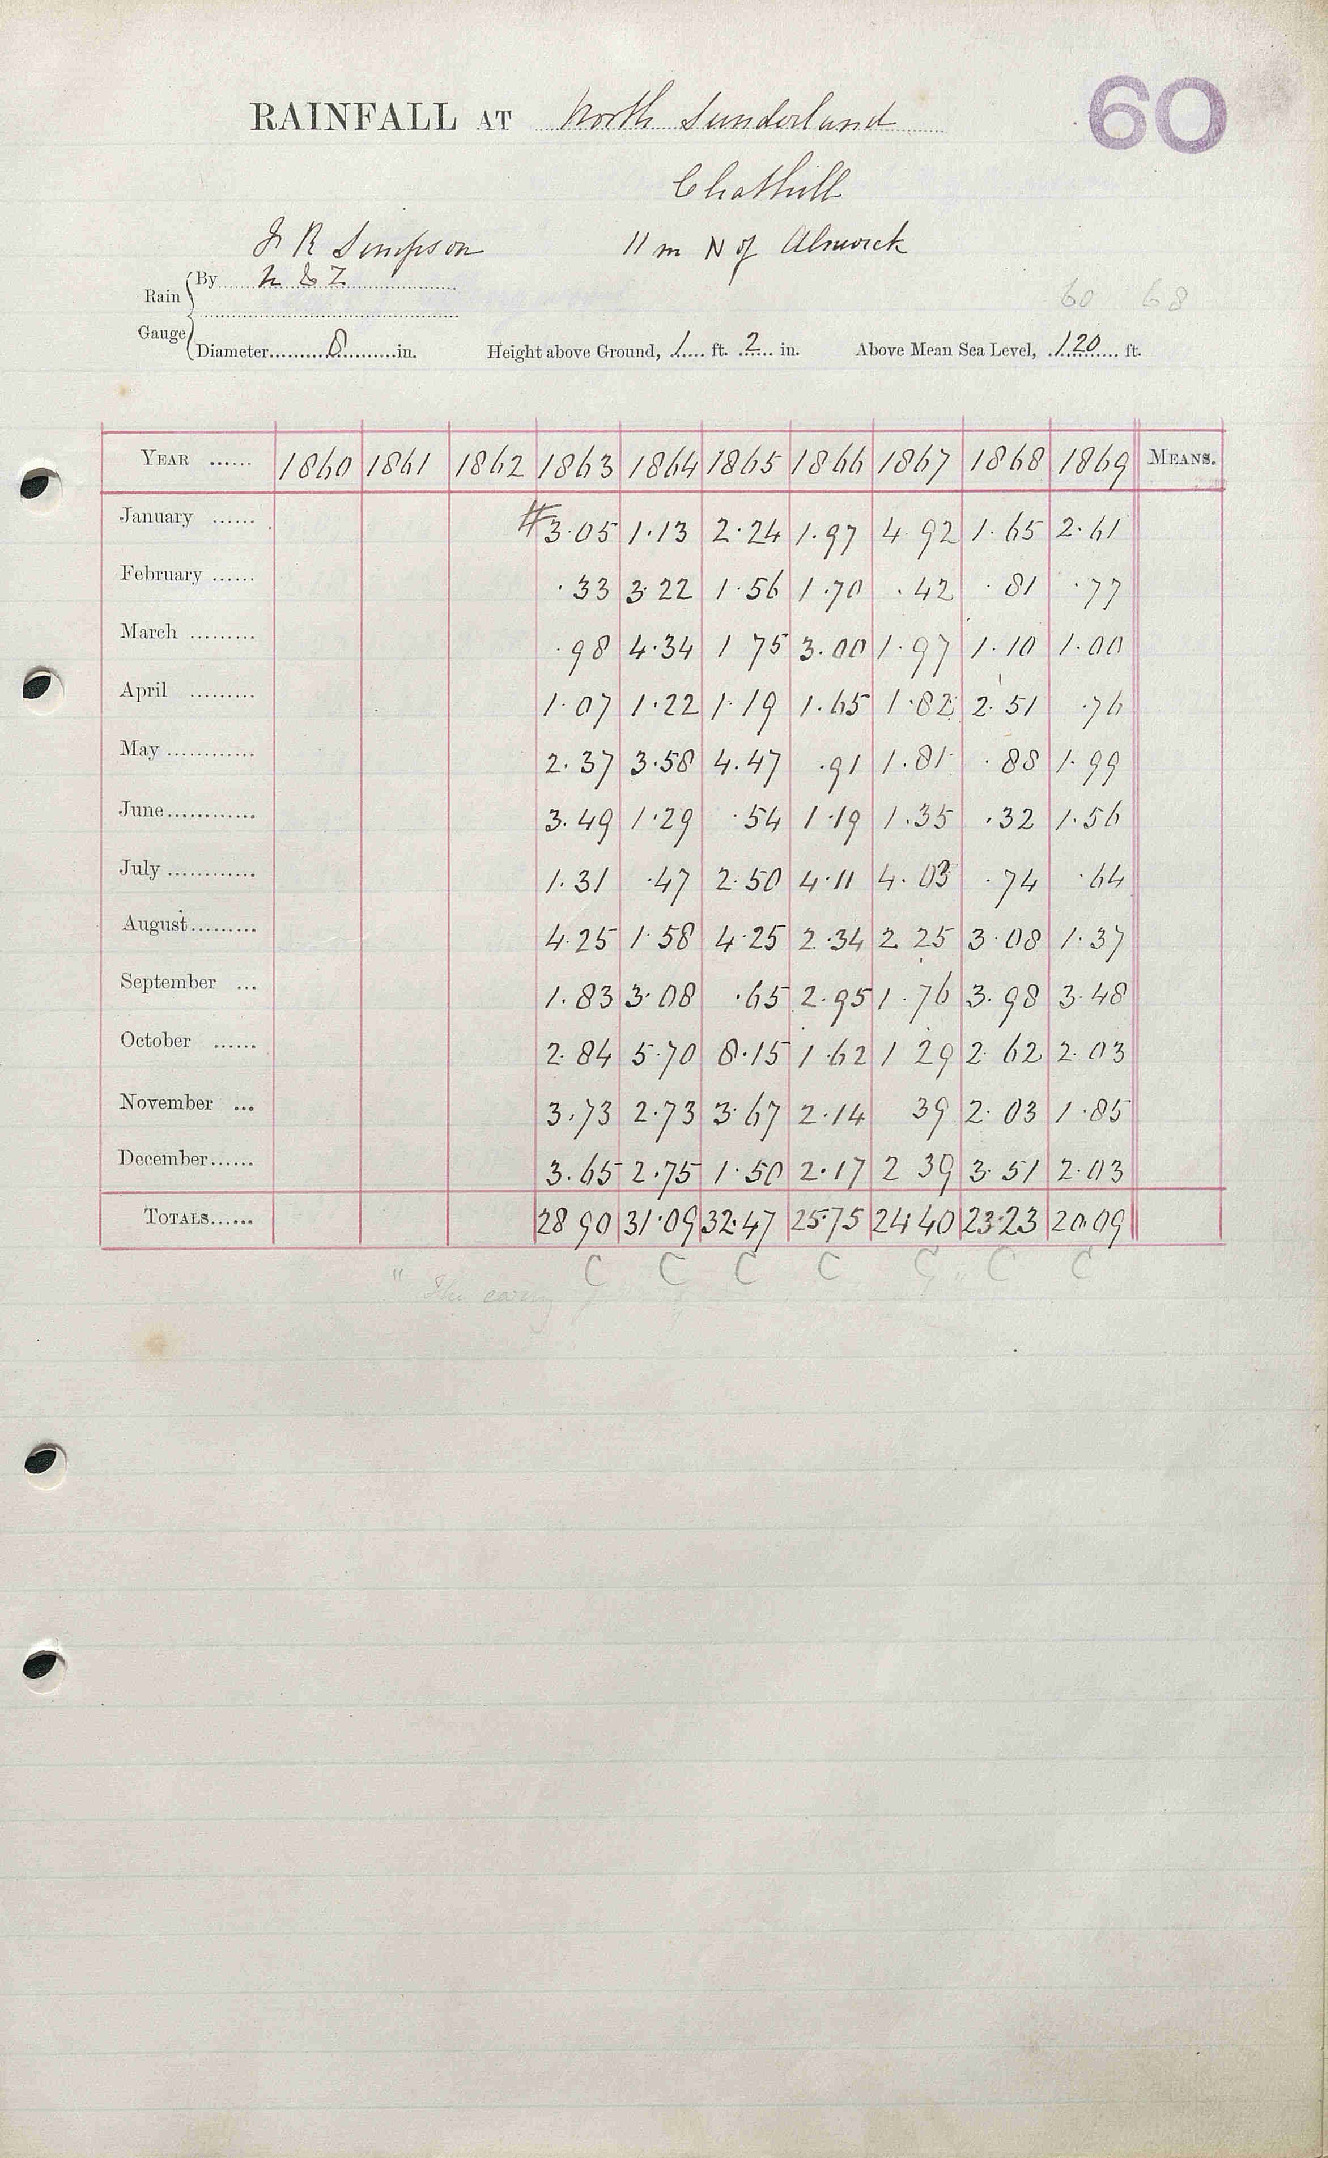 RAINFALL AT North Sunderland 60
Chathill
J R Simpson 11 m N of Alnwick
Rain Gauge By N & Z
60 68
Diameter 8 in. Height above Ground, 1 ft. 2 in. Above Mean Sea Level, 120 ft.
YEAR ...... 1860 1861 1862 1863 1864 1865 1866 1867 1868 1869 MEANS.
January ...... #3.05 1.13 2.24 1.97 4 92 1.65 2.61
February ...... .33 3.22 1.56 1.70 .42 .81 .77
March ......... .98 4.34 1 75 3.00 1.97 1.10 1.00
April ......... 1.07 1.22 1.19 1.65 1.82 2.51 .76
May ............ 2.37 3.58 4.47 .91 1.81 .88 1.99
June............ 3.49 1.29 .54 1.19 1.35 .32 1.56
July ............ 1.31 .47 2.50 4.11 4.03 .74 .64
August......... 4.25 1.58 4.25 2.34 2 25 3.08 1.37
September ... 1.83 3.08 .65 2.95 1.76 3.98 3.48
October ...... 2.84 5.70 8.15 1.62 1 29 2.62 2.03
November ... 3.73 2.73 3.67 2.14 39 2.03 1.85
December...... 3.65 2.75 1.50 2.17 2 39 3.51 2.03
TOTALS...... 28 90 31.09 32.47 25.75 24.40 23.23 20.09
C C C C C C C
" The